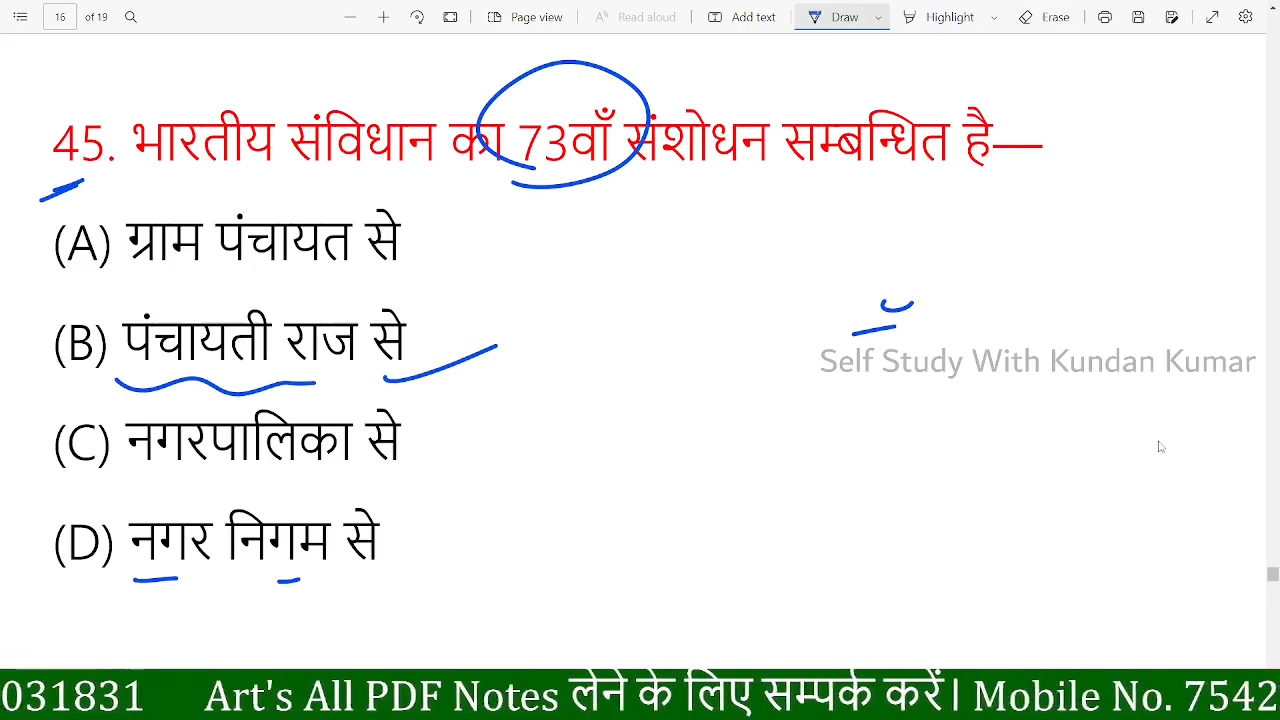 16 of 19 Page view Read aloud Add text Draw Highlight Erase
45. भारतीय संविधान का 73वाँ संशोधन सम्बन्धित है—
(A) ग्राम पंचायत से
(B) पंचायती राज से
Self Study With Kundan Kumar
(C) नगरपालिका से
(D) नगर निगम से
031831 Art's All PDF Notes लेने के लिए सम्पर्क करें। Mobile No. 7542